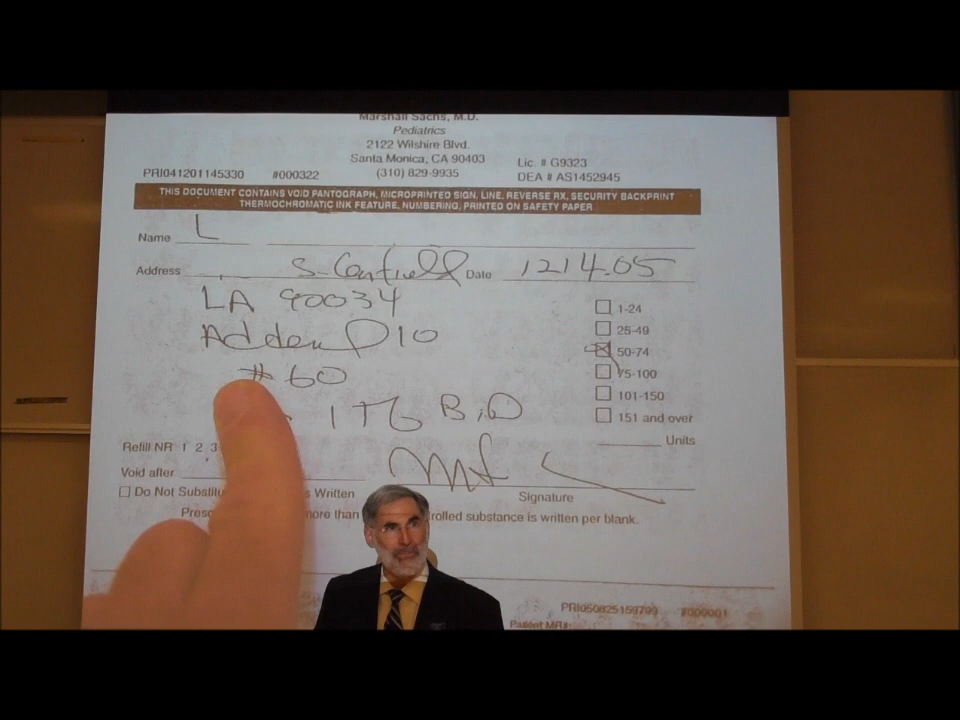 Marshall Sachs, M.D.
Pediatrics
2122 Wilshire Blvd.
Santa Monica, CA 90403
(310) 829-9935
Lic. # G9323
DEA # AS1452945
PRI041201145330 #000322
THIS DOCUMENT CONTAINS VOID PANTOGRAPH, MICROPRINTED SIGN, LINE, REVERSE RX, SECURITY BACKPRINT
THERMOCHROMATIC INK FEATURE, NUMBERING, PRINTED ON SAFETY PAPER
Name L
Address Date 1214.05
LA 90034
10
#60
1-24
25-49
50-74
75-100
101-150
151 and over
Units
1 TG BiD
Refill NR 1 2 3
Void after
Signature
Do Not Substitu s Written
Presc more than rolled substance is written per blank.
PRI050825159799 #000001
Patient MR#: